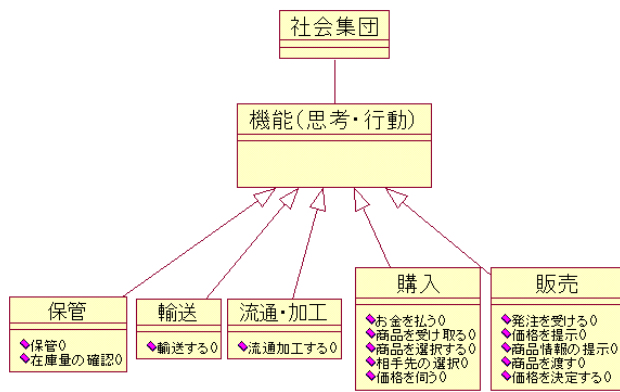 社会集団
機能(思考・行動)
保管
保管()
在庫量の確認()
輸送
輸送する()
流通・加工
流通加工する()
購入
お金を払う()
商品を受け取る()
商品を選択する()
相手先の選択()
価格を伺う()
販売
発注を受ける()
価格を提示()
商品情報の提示()
商品を渡す()
価格を決定する()